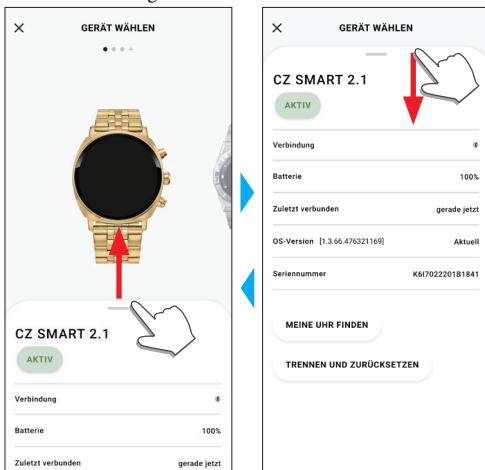 GERÄT WÄHLEN
CZ SMART 2.1
AKTIV
Verbindung
Batterie 100%
Zuletzt verbunden gerade jetzt
GERÄT WÄHLEN
CZ SMART 2.1
AKTIV
Verbindung
Batterie 100%
Zuletzt verbunden gerade jetzt
OS-Version [1.3.66.476321169] Aktuell
Seriennummer K6I7022201B1841
MEINE UHR FINDEN
TRENNEN UND ZURÜCKSETZEN